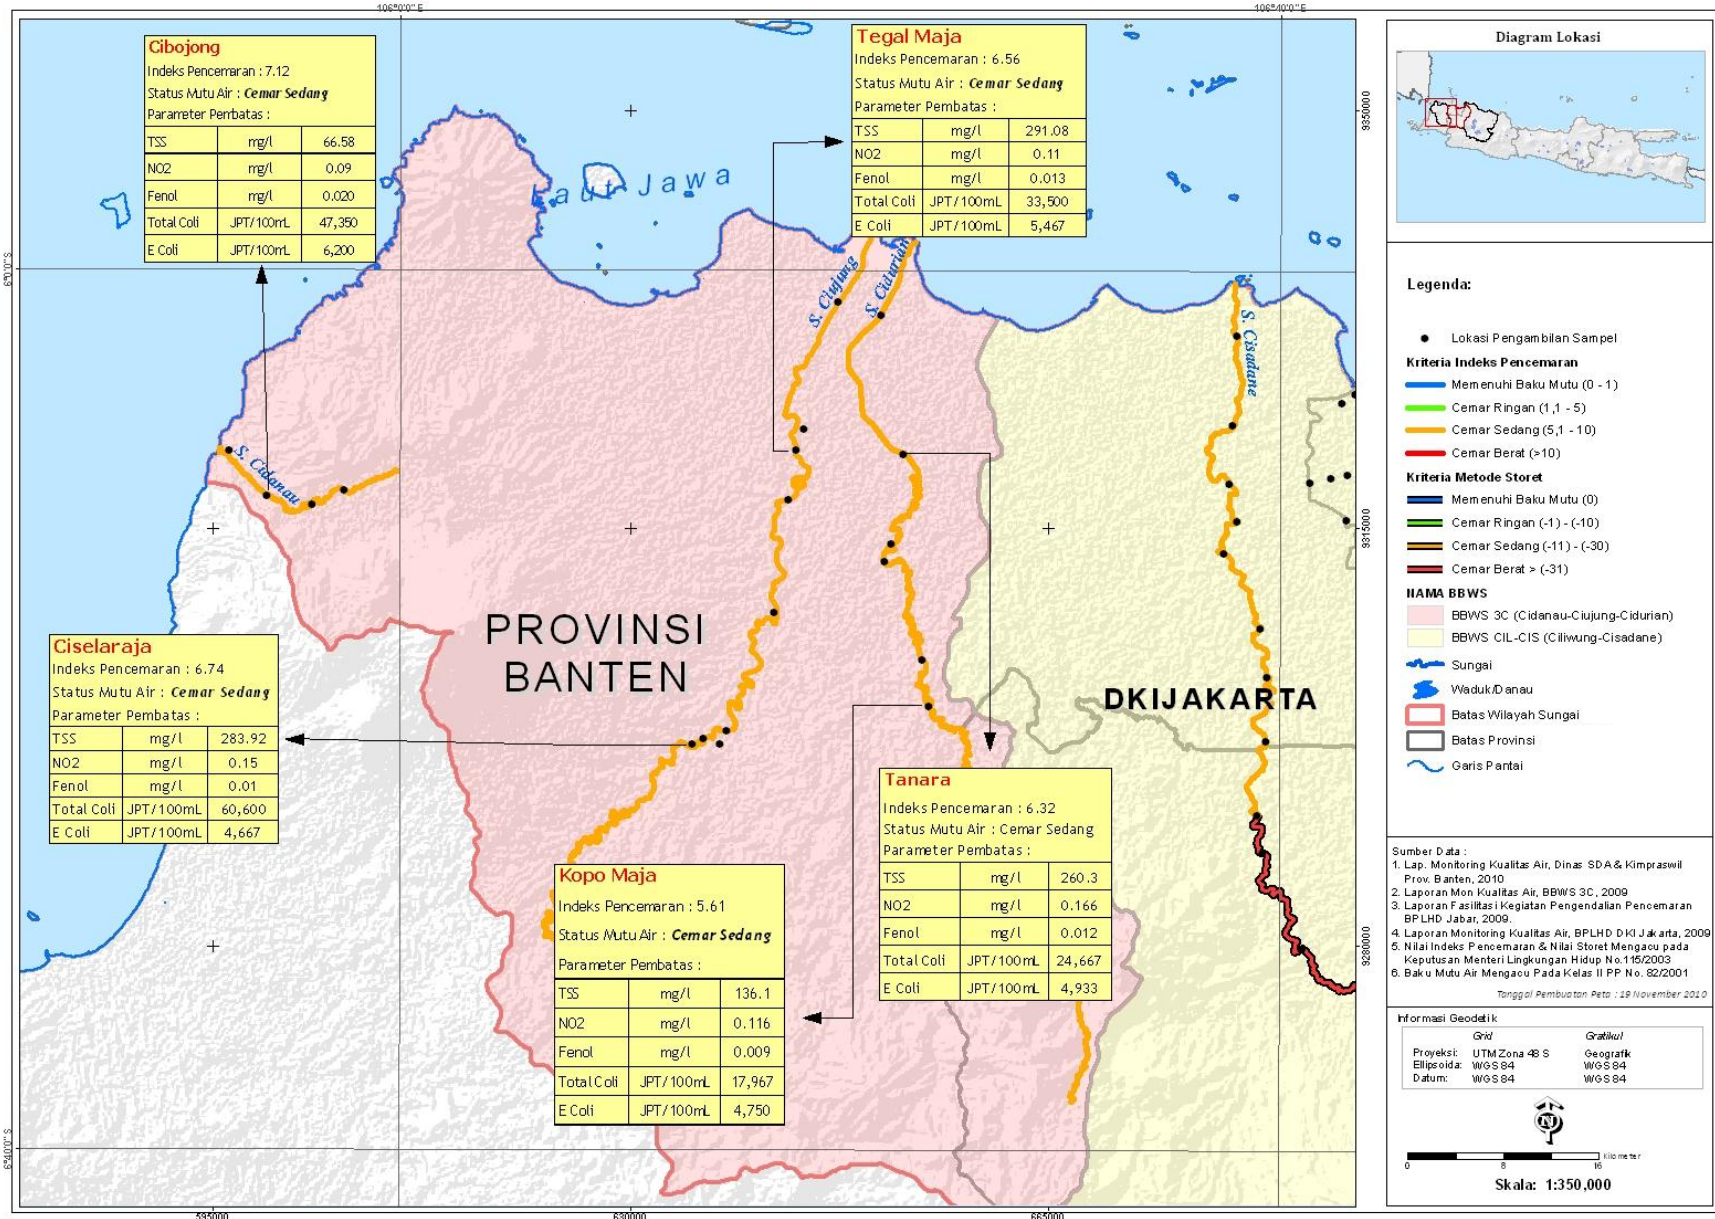 106°0'0"E
106°40'0"E
Cibojong
Indeks Pencemaran : 7.12
Status Mutu Air : Cemar Sedang
Parameter Pembatas :
TSS mg/l 66.58
NO2 mg/l 0.09
Fenol mg/l 0.020
Total Coli JPT/100mL 47,350
E Coli JPT/100mL 6,200
Tegal Maja
Indeks Pencemaran : 6.56
Status Mutu Air : Cemar Sedang
Parameter Pembatas :
TSS mg/l 291.08
NO2 mg/l 0.11
Fenol mg/l 0.013
Total Coli JPT/100mL 33,500
E Coli JPT/100mL 5,467
Laut Jawa
S. Ciujung
S. Cidurian
S. Cisadane
S. Cidanau
PROVINSI
BANTEN
DKI JAKARTA
Ciselaraja
Indeks Pencemaran : 6.74
Status Mutu Air : Cemar Sedang
Parameter Pembatas :
TSS mg/l 283.92
NO2 mg/l 0.15
Fenol mg/l 0.01
Total Coli JPT/100mL 60,600
E Coli JPT/100mL 4,667
Kopo Maja
Indeks Pencemaran : 5.61
Status Mutu Air : Cemar Sedang
Parameter Pembatas :
TSS mg/l 136.1
NO2 mg/l 0.116
Fenol mg/l 0.009
Total Coli JPT/100mL 17,967
E Coli JPT/100mL 4,750
Tanara
Indeks Pencemaran : 6.32
Status Mutu Air : Cemar Sedang
Parameter Pembatas :
TSS mg/l 260.3
NO2 mg/l 0.166
Fenol mg/l 0.012
Total Coli JPT/100mL 24,667
E Coli JPT/100mL 4,933
6°0'0"S
6°40'0"S
9350000
9315000
9280000
595000
630000
665000
Diagram Lokasi
Legenda:
Lokasi Pengambilan Sampel
Kriteria Indeks Pencemaran
Memenuhi Baku Mutu (0 - 1)
Cemar Ringan (1,1 - 5)
Cemar Sedang (5,1 - 10)
Cemar Berat (>10)
Kriteria Metode Storet
Memenuhi Baku Mutu (0)
Cemar Ringan (-1) - (-10)
Cemar Sedang (-11) - (-30)
Cemar Berat > (-31)
NAMA BBWS
BBWS 3C (Cidanau-Ciujung-Cidurian)
BBWS CIL-CIS (Ciliwung-Cisadane)
Sungai
Waduk/Danau
Batas Wilayah Sungai
Batas Provinsi
Garis Pantai
Sumber Data :
1. Lap. Monitoring Kualitas Air, Dinas SDA & Kimpraswil
Prov. Banten, 2010
2. Laporan Mon Kualitas Air, BBWS 3C, 2009
3. Laporan Fasilitasi Kegiatan Pengendalian Pencemaran
BPLHD Jabar, 2009.
4. Laporan Monitoring Kualitas Air, BPLHD DKI Jakarta, 2009
5. Nilai Indeks Pencemaran & Nilai Storet Mengacu pada
Keputusan Menteri Lingkungan Hidup No.115/2003
6. Baku Mutu Air Mengacu Pada Kelas II PP No. 82/2001
Tanggal Pembuatan Peta : 19 November 2010
Informasi Geodetik
Grid Gratikul
Proyeksi: UTM Zona 48 S Geografik
Ellipsoida: WGS 84 WGS 84
Datum: WGS 84 WGS 84
N
0 8 16 Kilometer
Skala: 1:350,000